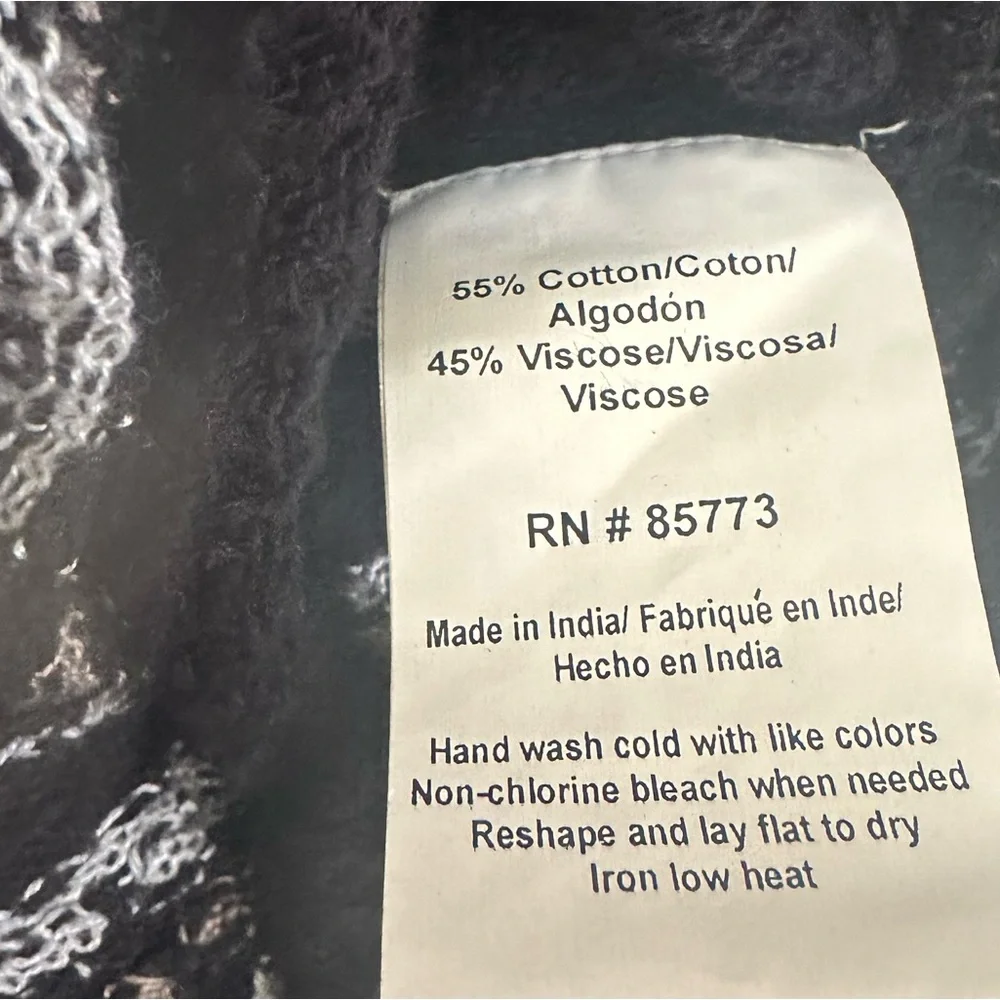 55% Cotton/Coton/
Algodón
45% Viscose/Viscosa/
Viscose
RN # 85773
Made in India/ Fabriqué en Inde/
Hecho en India
Hand wash cold with like colors
Non-chlorine bleach when needed
Reshape and lay flat to dry
Iron low heat